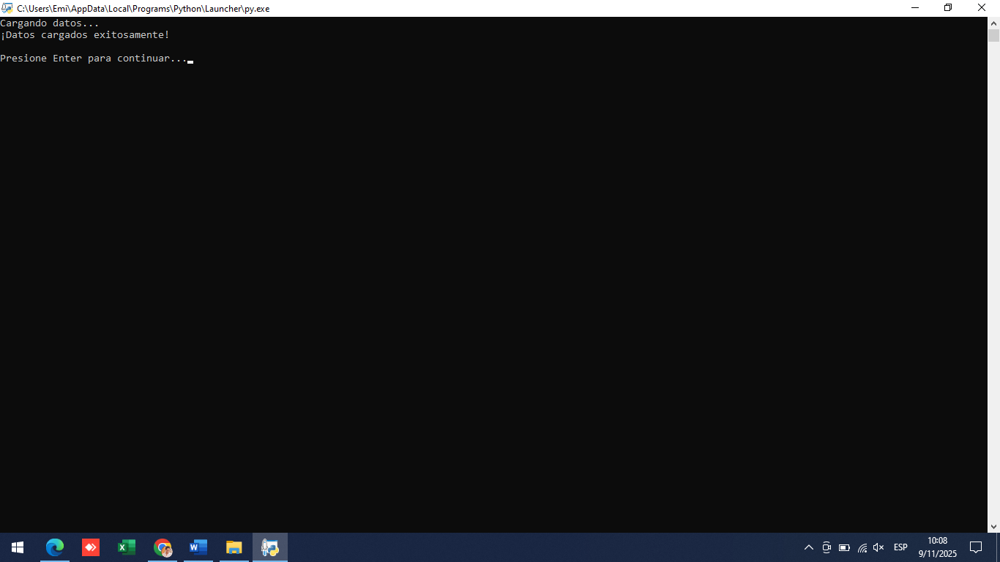 C:\Users\Emi\AppData\Local\Programs\Python\Launcher\py.exe
Cargando datos...
¡Datos cargados exitosamente!
Presione Enter para continuar...
ESP
10:08
9/11/2025